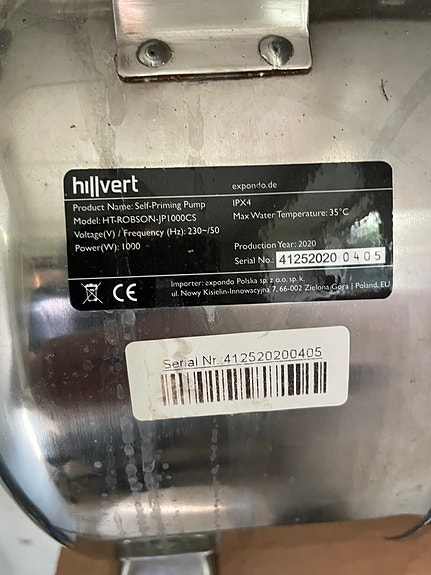 hillvert
expondo.de
Product Name: Self-Priming Pump
IPX4
Model: HT-ROBSON-JP1000CS
Max Water Temperature: 35°C
Voltage(V) / Frequency (Hz): 230~/50
Power(W): 1000
Production Year: 2020
Serial No.: 41252020 0405
CE
Importer: expondo Polska sp. z o.o. sp. k.
ul. Nowy Kisielin-Innowacyjna 7, 66-002 Zielona Góra | Poland, EU
Serial Nr.:412520200405